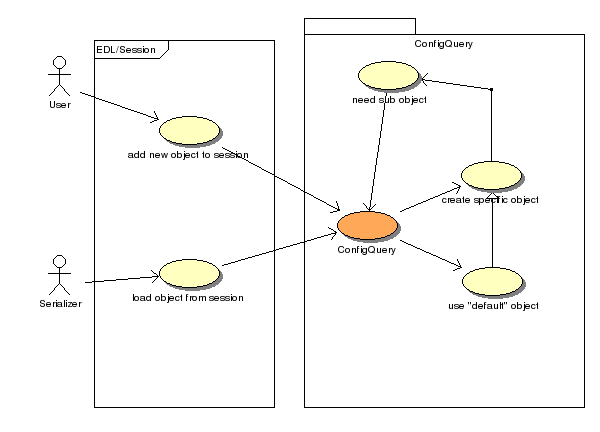 EDL/Session
ConfigQuery
need sub object
User
add new object to session
create specific object
ConfigQuery
load object from session
Serializer
use "default" object